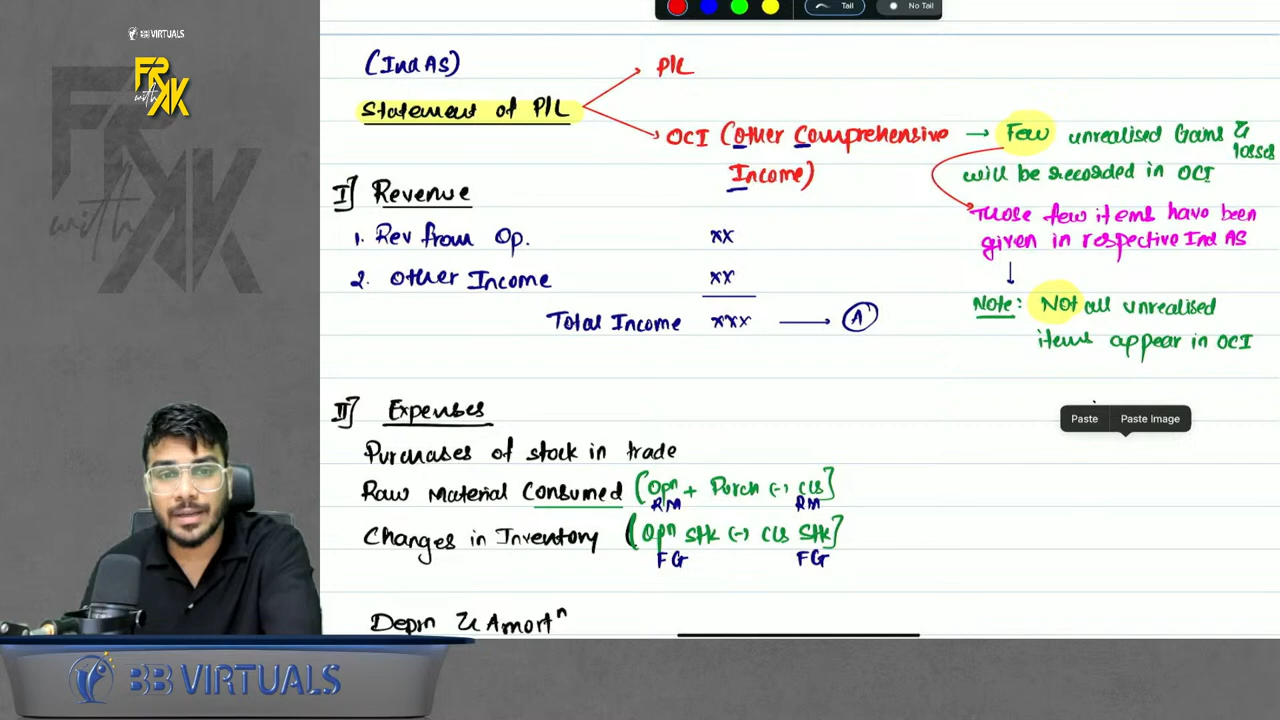 BB VIRTUALS
FR
with
AK
Tail
No Tail
(Ind AS)
Statement of P/L
P/L
OCI (Other Comprehensive
Income)
→ Few unrealised Gains &
losses
will be recorded in OCI
Those few items have been
given in respective Ind AS
Note: Not all unrealised
items appear in OCI
I] Revenue
1. Rev from Op. xx
2. Other Income xx
Total Income xxx → A
II] Expenses
Purchases of stock in trade
Raw Material Consumed (Opn + Purch (-) Cls]
RM RM
Changes in Inventory (Opn Stk (-) Cls Stk]
FG FG
Depn & Amortn
Paste Paste Image
BB VIRTUALS